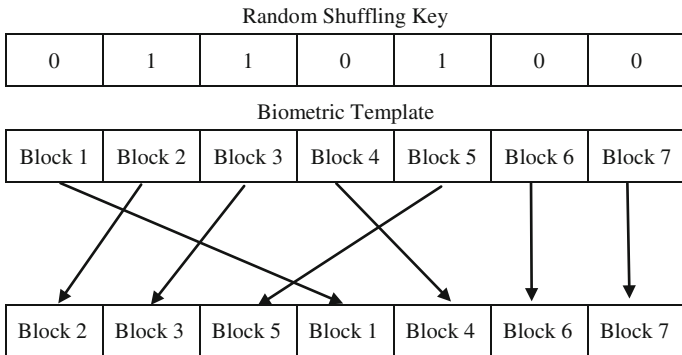 Random Shuffling Key
0 1 1 0 1 0 0
Biometric Template
Block 1 Block 2 Block 3 Block 4 Block 5 Block 6 Block 7
Block 2 Block 3 Block 5 Block 1 Block 4 Block 6 Block 7